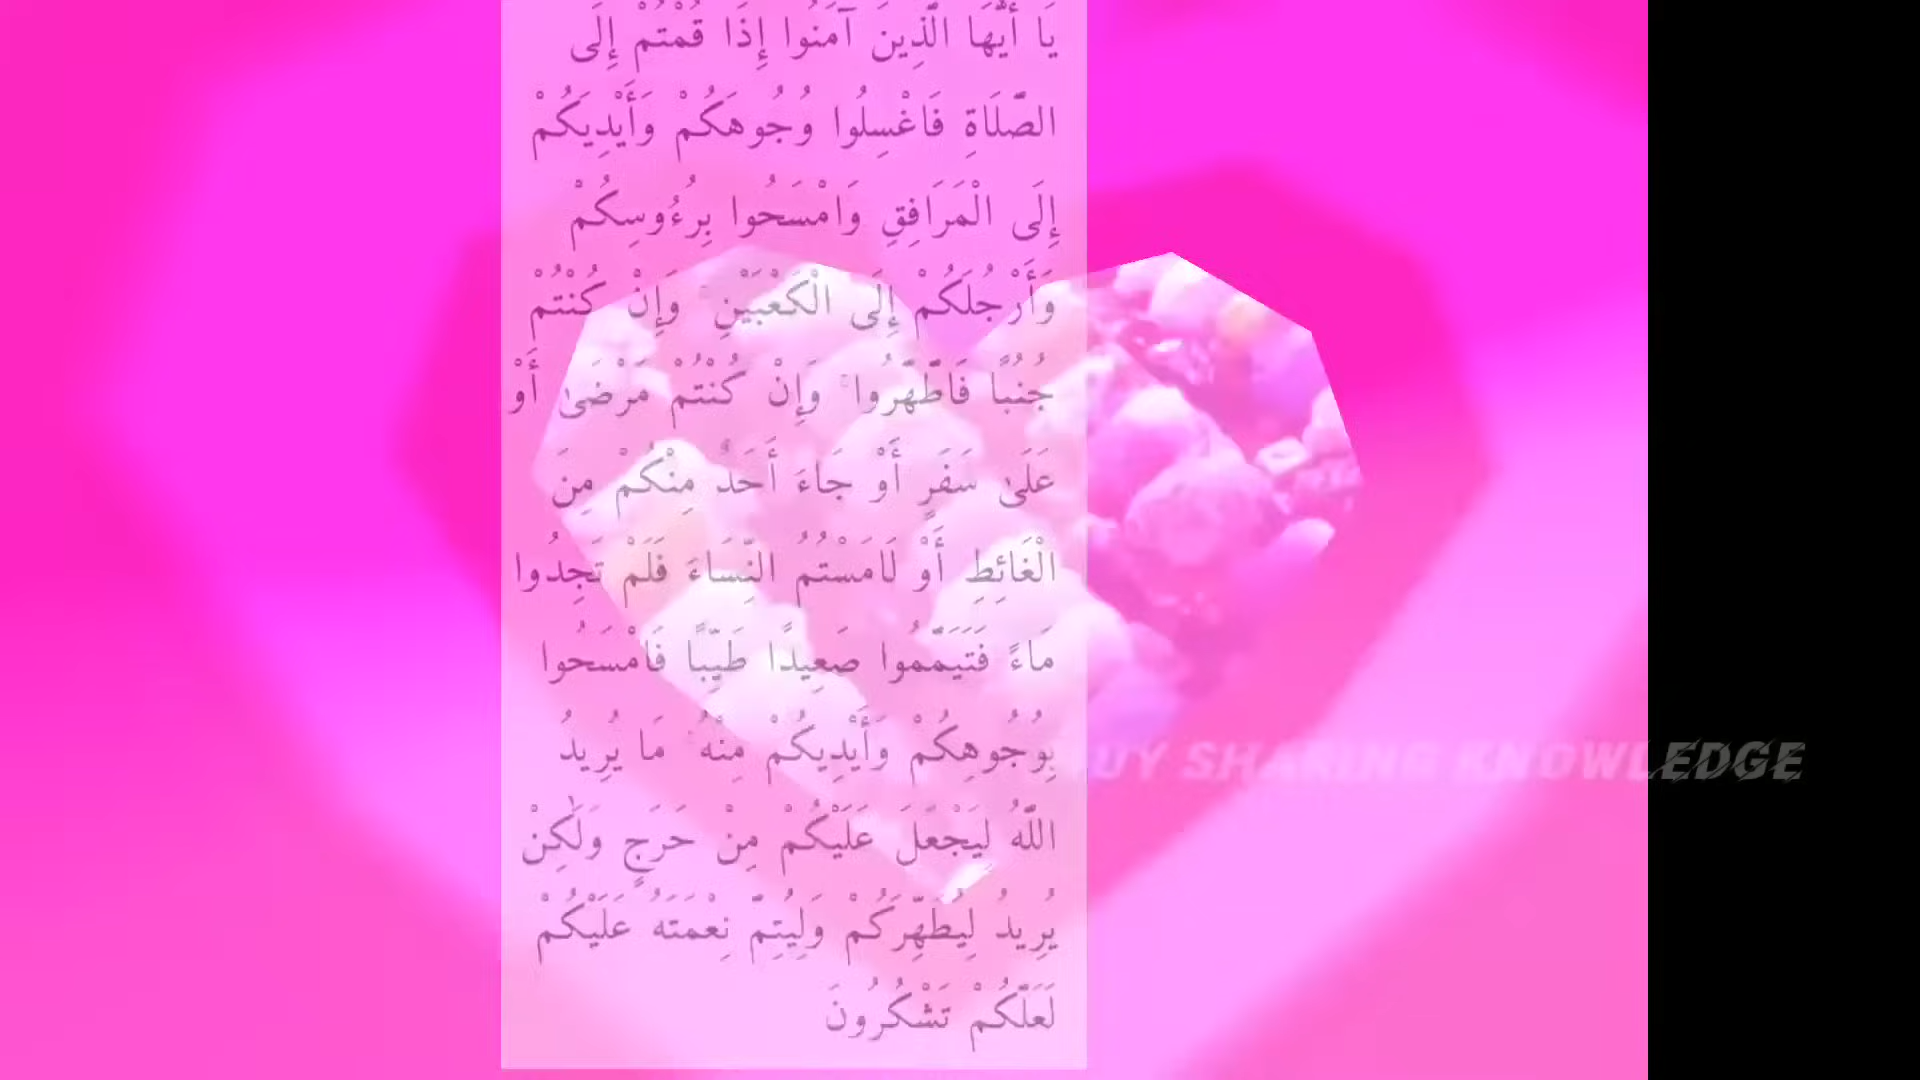 يَا أَيُّهَا الَّذِينَ آمَنُوا إِذَا قُمْتُمْ إِلَى
الصَّلَاةِ فَاغْسِلُوا وُجُوهَكُمْ وَأَيْدِيَكُمْ
إِلَى الْمَرَافِقِ وَامْسَحُوا بِرُءُوسِكُمْ
وَأَرْجُلَكُمْ إِلَى الْكَعْبَيْنِ ۚ وَإِنْ كُنْتُمْ
جُنُبًا فَاطَّهَّرُوا ۚ وَإِنْ كُنْتُمْ مَرْضَىٰ أَوْ
عَلَىٰ سَفَرٍ أَوْ جَاءَ أَحَدٌ مِنْكُمْ مِنَ
الْغَائِطِ أَوْ لَامَسْتُمُ النِّسَاءَ فَلَمْ تَجِدُوا
مَاءً فَتَيَمَّمُوا صَعِيدًا طَيِّبًا فَامْسَحُوا
بِوُجُوهِكُمْ وَأَيْدِيكُمْ مِنْهُ ۚ مَا يُرِيدُ
اللَّهُ لِيَجْعَلَ عَلَيْكُمْ مِنْ حَرَجٍ وَلَٰكِنْ
يُرِيدُ لِيُطَهِّرَكُمْ وَلِيُتِمَّ نِعْمَتَهُ عَلَيْكُمْ
لَعَلَّكُمْ تَشْكُرُونَ
SHARING KNOWLEDGE